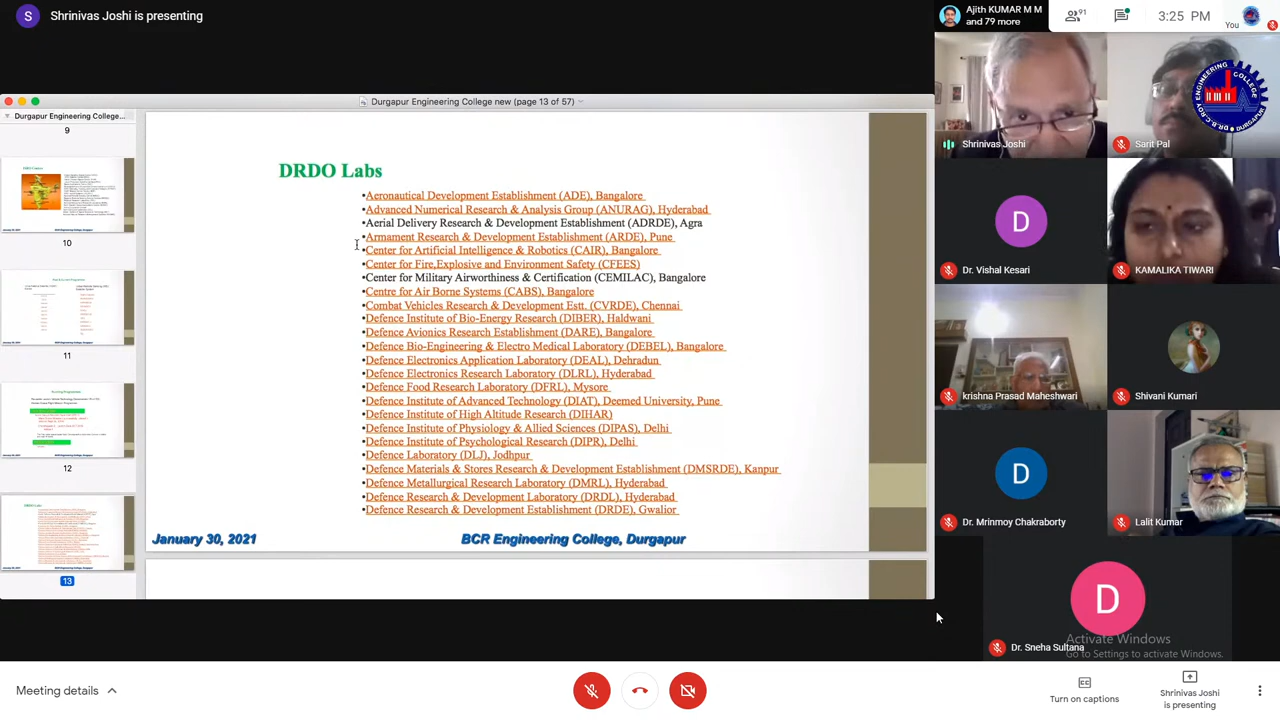 S
Shrinivas Joshi is presenting
Ajith KUMAR M M
and 79 more
91
3:25 PM
You
Durgapur Engineering College new (page 13 of 57)
Durgapur Engineering College...
9
10
11
12
13
DRDO Labs
•Aeronautical Development Establishment (ADE), Bangalore
•Advanced Numerical Research & Analysis Group (ANURAG), Hyderabad
•Aerial Delivery Research & Development Establishment (ADRDE), Agra
•Armament Research & Development Establishment (ARDE), Pune
•Center for Artificial Intelligence & Robotics (CAIR), Bangalore
•Center for Fire,Explosive and Environment Safety (CFEES)
•Center for Military Airworthiness & Certification (CEMILAC), Bangalore
•Centre for Air Borne Systems (CABS), Bangalore
•Combat Vehicles Research & Development Estt. (CVRDE), Chennai
•Defence Institute of Bio-Energy Research (DIBER), Haldwani
•Defence Avionics Research Establishment (DARE), Bangalore
•Defence Bio-Engineering & Electro Medical Laboratory (DEBEL), Bangalore
•Defence Electronics Application Laboratory (DEAL), Dehradun
•Defence Electronics Research Laboratory (DLRL), Hyderabad
•Defence Food Research Laboratory (DFRL), Mysore
•Defence Institute of Advanced Technology (DIAT), Deemed University, Pune
•Defence Institute of High Altitude Research (DIHAR)
•Defence Institute of Physiology & Allied Sciences (DIPAS), Delhi
•Defence Institute of Psychological Research (DIPR), Delhi
•Defence Laboratory (DLJ), Jodhpur
•Defence Materials & Stores Research & Development Establishment (DMSRDE), Kanpur
•Defence Metallurgical Research Laboratory (DMRL), Hyderabad
•Defence Research & Development Laboratory (DRDL), Hyderabad
•Defence Research & Development Establishment (DRDE), Gwalior
January 30, 2021
BCR Engineering College, Durgapur
Shrinivas Joshi
Sarit Pal
D
Dr. Vishal Kesari
KAMALIKA TIWARI
krishna Prasad Maheshwari
Shivani Kumari
D
Dr. Mrinmoy Chakraborty
Lalit Kumar
D
Dr. Sneha Sultana
Activate Windows
Go to Settings to activate Windows.
Meeting details
Turn on captions
Shrinivas Joshi
is presenting